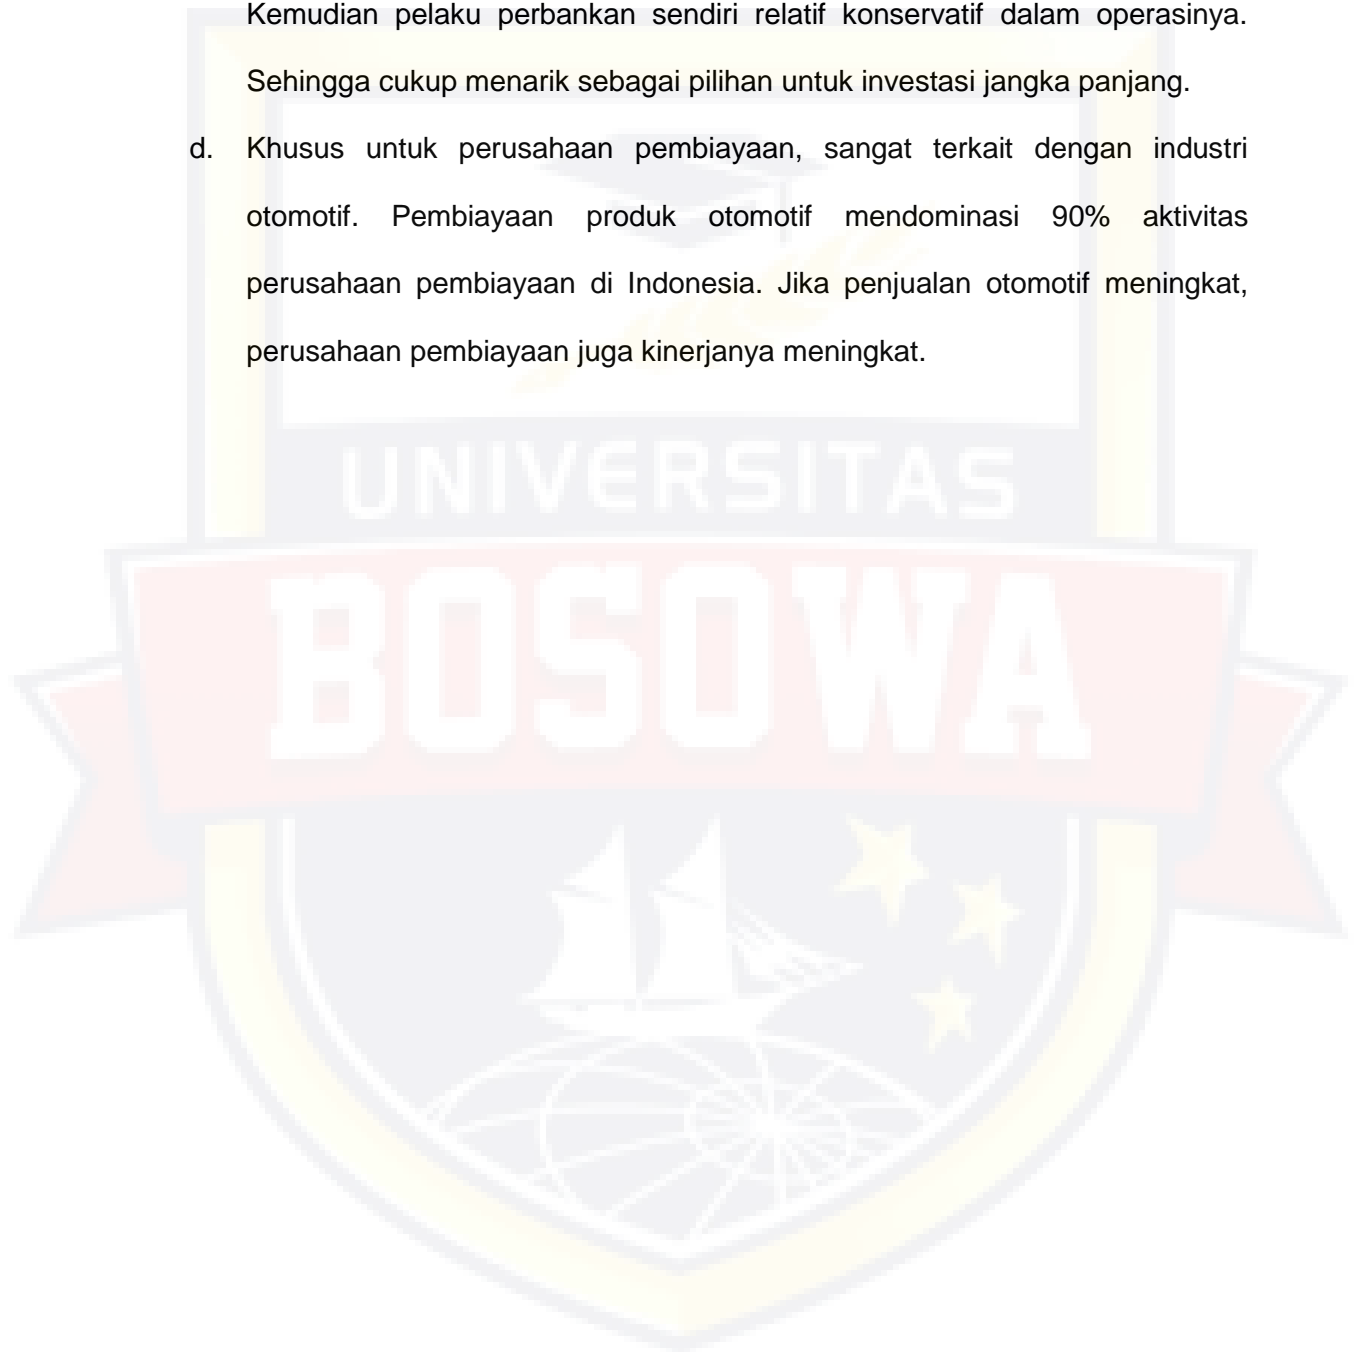 Kemudian pelaku perbankan sendiri relatif konservatif dalam operasinya.
Sehingga cukup menarik sebagai pilihan untuk investasi jangka panjang.
d. Khusus untuk perusahaan pembiayaan, sangat terkait dengan industri
otomotif. Pembiayaan produk otomotif mendominasi 90% aktivitas
perusahaan pembiayaan di Indonesia. Jika penjualan otomotif meningkat,
perusahaan pembiayaan juga kinerjanya meningkat.
UNIVERSITAS
BOSOWA